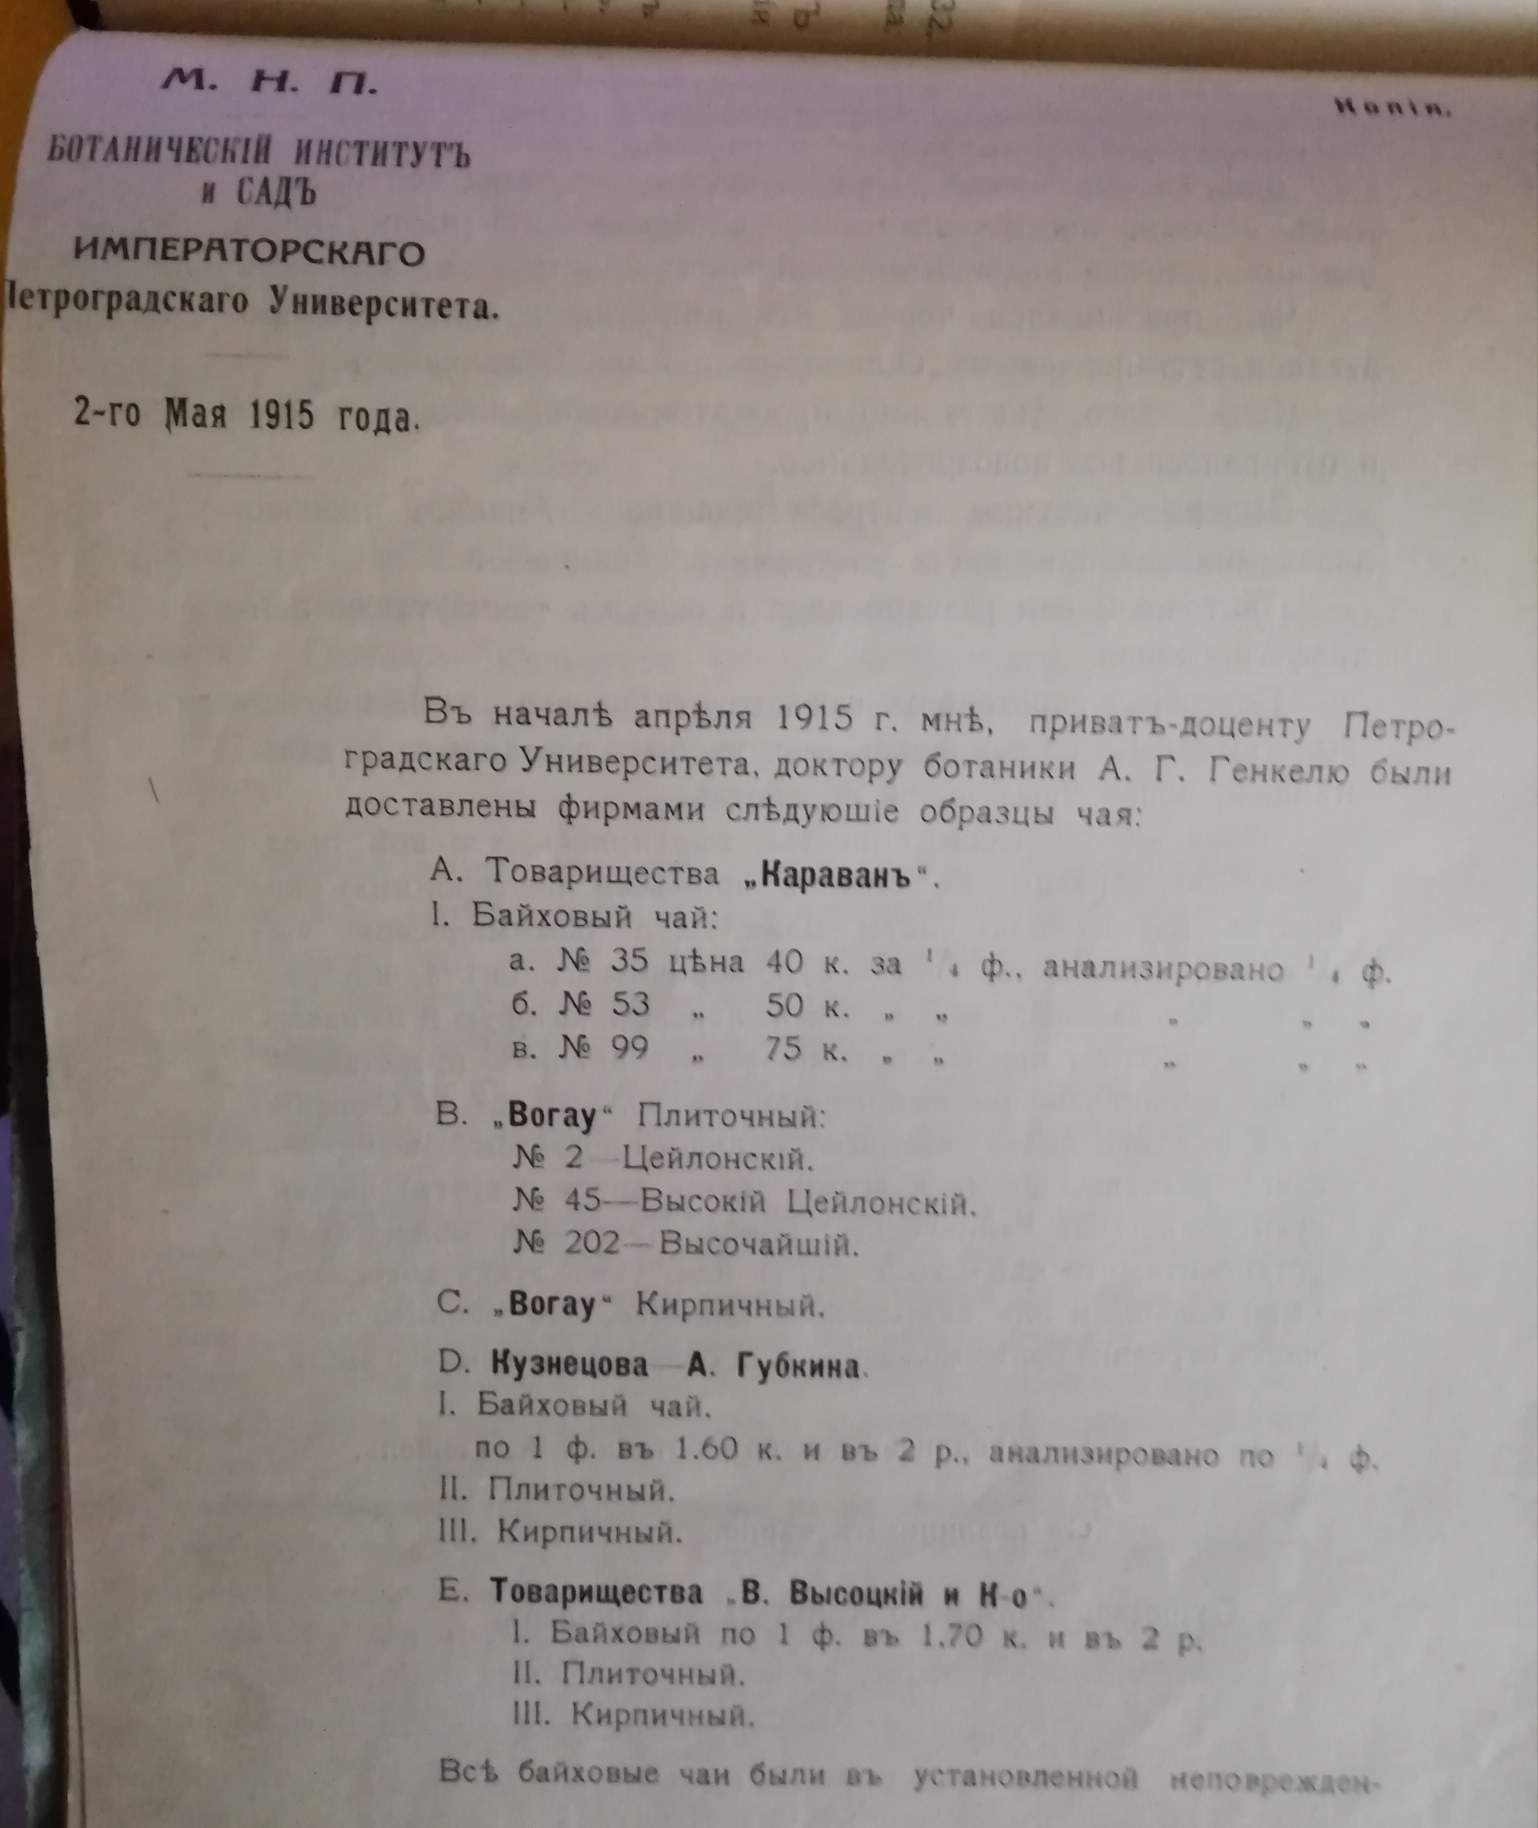 М. Н. П.
Копія.
БОТАНИЧЕСКІЙ ИНСТИТУТЪ
и САДЪ
ИМПЕРАТОРСКАГО
Петроградскаго Университета.
2-го Мая 1915 года.
Въ началѣ апрѣля 1915 г. мнѣ, приватъ-доценту Петро-
градскаго Университета, доктору ботаники А. Г. Генкелю были
доставлены фирмами слѣдующіе образцы чая:
А. Товарищества „Караванъ“.
I. Байховый чай:
а. № 35 цѣна 40 к. за 1/4 ф., анализировано 1/4 ф.
б. № 53 „ 50 к. „ „ „ „ „
в. № 99 „ 75 к. „ „ „ „ „
В. „Вогау“ Плиточный:
№ 2—Цейлонскій.
№ 45—Высокій Цейлонскій.
№ 202—Высочайшій.
С. „Вогау“ Кирпичный.
D. Кузнецова—А. Губкина.
I. Байховый чай.
по 1 ф. въ 1.60 к. и въ 2 р., анализировано по 1/4 ф.
II. Плиточный.
III. Кирпичный.
Е. Товарищества „В. Высоцкій и К-о“.
I. Байховый по 1 ф. въ 1.70 к. и въ 2 р.
II. Плиточный.
III. Кирпичный.
Всѣ байховые чаи были въ установленной неповрежден-